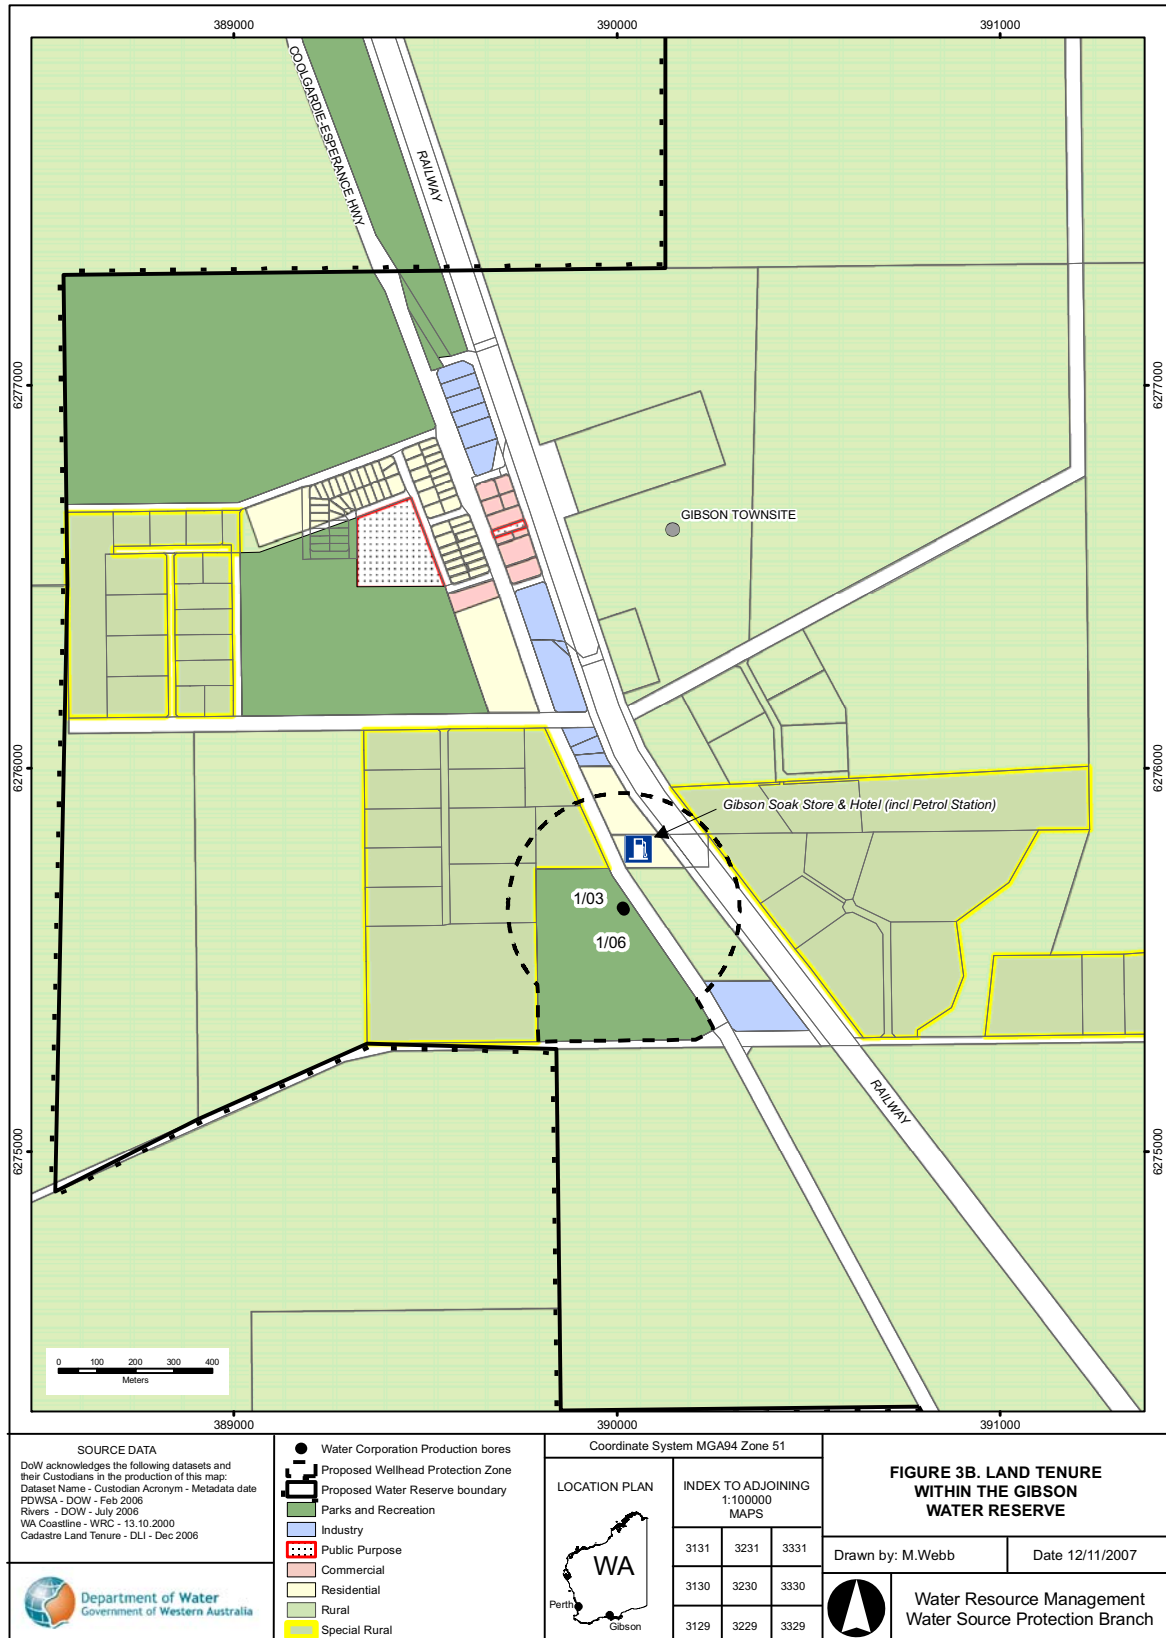 389000
390000
391000
COOLGARDIE-ESPERANCE HWY
RAILWAY
6277000
6277000
GIBSON TOWNSITE
6276000
6276000
Gibson Soak Store & Hotel (incl Petrol Station)
1/03
1/06
RAILWAY
6275000
6275000
0 100 200 300 400
Meters
389000
390000
391000
SOURCE DATA
DoW acknowledges the following datasets and
their Custodians in the production of this map:
Dataset Name - Custodian Acronym - Metadata date
PDWSA - DOW - Feb 2006
Rivers - DOW - July 2006
WA Coastline - WRC - 13.10.2000
Cadastre Land Tenure - DLI - Dec 2006
Department of Water
Government of Western Australia
Water Corporation Production bores
Proposed Wellhead Protection Zone
Proposed Water Reserve boundary
Parks and Recreation
Industry
Public Purpose
Commercial
Residential
Rural
Special Rural
Coordinate System MGA94 Zone 51
LOCATION PLAN
WA
Perth
Gibson
INDEX TO ADJOINING
1:100000
MAPS
3131 3231 3331
3130 3230 3330
3129 3229 3329
FIGURE 3B. LAND TENURE
WITHIN THE GIBSON
WATER RESERVE
Drawn by: M.Webb
Date 12/11/2007
Water Resource Management
Water Source Protection Branch